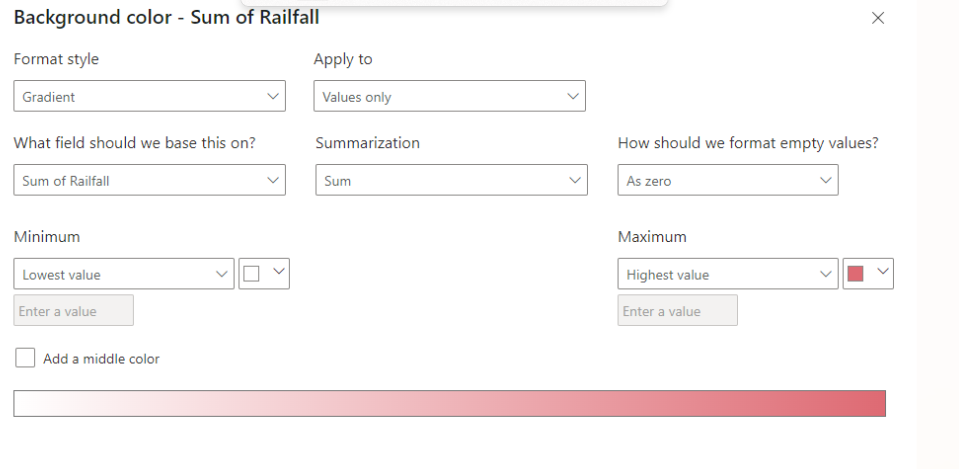 Background color - Sum of Railfall
Format style
Apply to
Gradient
Values only
What field should we base this on?
Summarization
How should we format empty values?
Sum of Railfall
Sum
As zero
Minimum
Maximum
Lowest value
Highest value
Enter a value
Enter a value
Add a middle color